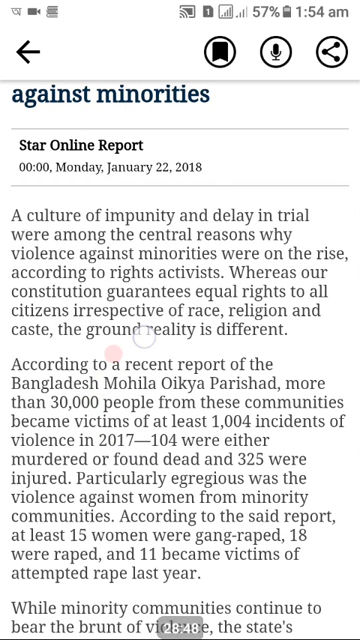 অ 1 57% 1:54 am
against minorities
Star Online Report
00:00, Monday, January 22, 2018
A culture of impunity and delay in trial
were among the central reasons why
violence against minorities were on the rise,
according to rights activists. Whereas our
constitution guarantees equal rights to all
citizens irrespective of race, religion and
caste, the ground reality is different.
According to a recent report of the
Bangladesh Mohila Oikya Parishad, more
than 30,000 people from these communities
became victims of at least 1,004 incidents of
violence in 2017—104 were either
murdered or found dead and 325 were
injured. Particularly egregious was the
violence against women from minority
communities. According to the said report,
at least 15 women were gang-raped, 18
were raped, and 11 became victims of
attempted rape last year.
While minority communities continue to
bear the brunt of violence, the state's
28:48